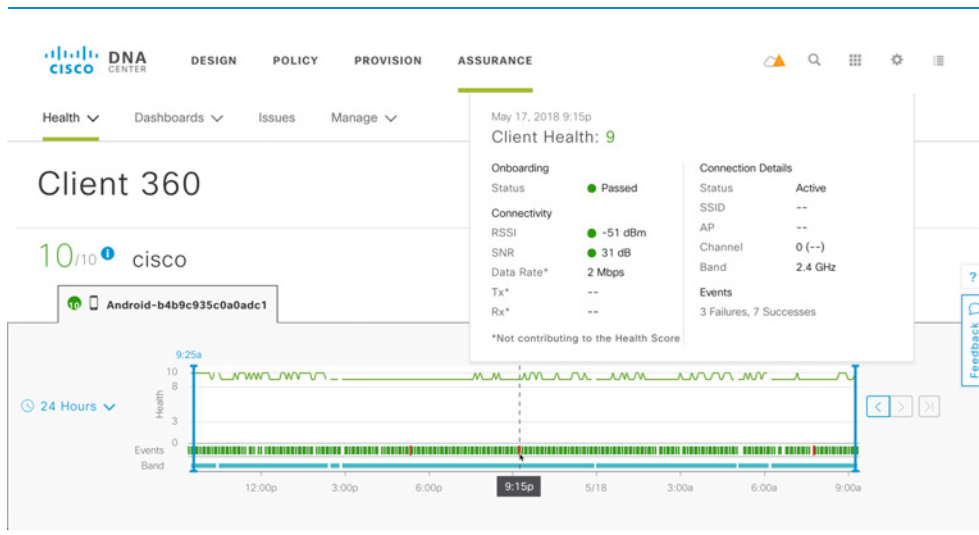 CISCO DNA CENTER DESIGN POLICY PROVISION ASSURANCE
Health Dashboards Issues Manage
May 17, 2018 9:15p
Client Health: 9
Onboarding
Status Passed
Connectivity
RSSI -51 dBm
SNR 31 dB
Data Rate* 2 Mbps
Tx* --
Rx* --
*Not contributing to the Health Score
Connection Details
Status Active
SSID --
AP --
Channel 0 (--)
Band 2.4 GHz
Events
3 Failures, 7 Successes
Client 360
10/10 i cisco
10 Android-b4b9c935c0a0adc1
?
Feedback
9:25a
24 Hours
Health
10
8
3
0
Events
Band
12:00p 3:00p 6:00p 9:15p 5/18 3:00a 6:00a 9:00a